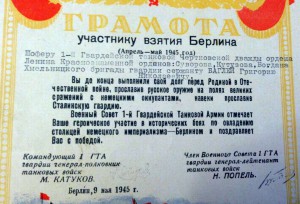 ГРАМОТА
участнику взятия Берлина
(Апрель—май 1945 год)
Шоферу 1-й Гвардейской танковой Чертковской дважды ордена
Ленина Краснознаменной орденов: Суворова, Кутузова, Богдана
Хмельницкого бригады гвардии сержанту Григорию
Вы до конца выполнили свой долг перед Родиной в
Отечественной войне, прославив русское оружие на полях великих
сражений с немецкими оккупантами, навеки прославив
Сталинскую гвардию.
Военный Совет 1-й Гвардейской Танковой Армии отмечает
Ваше героическое участие в исторических боях по овладению
столицей немецкого империализма—Берлином и поздравляет
Вас с победой.
Командующий 1 ГТА
гвардии генерал-полковник
танковых войск
М. КАТУКОВ.
Член Военного Совета 1 ГТА
гвардии генерал-лейтенант
танковых войск
Н. ПОПЕЛЬ.
Берлин, 9 мая 1945 г.